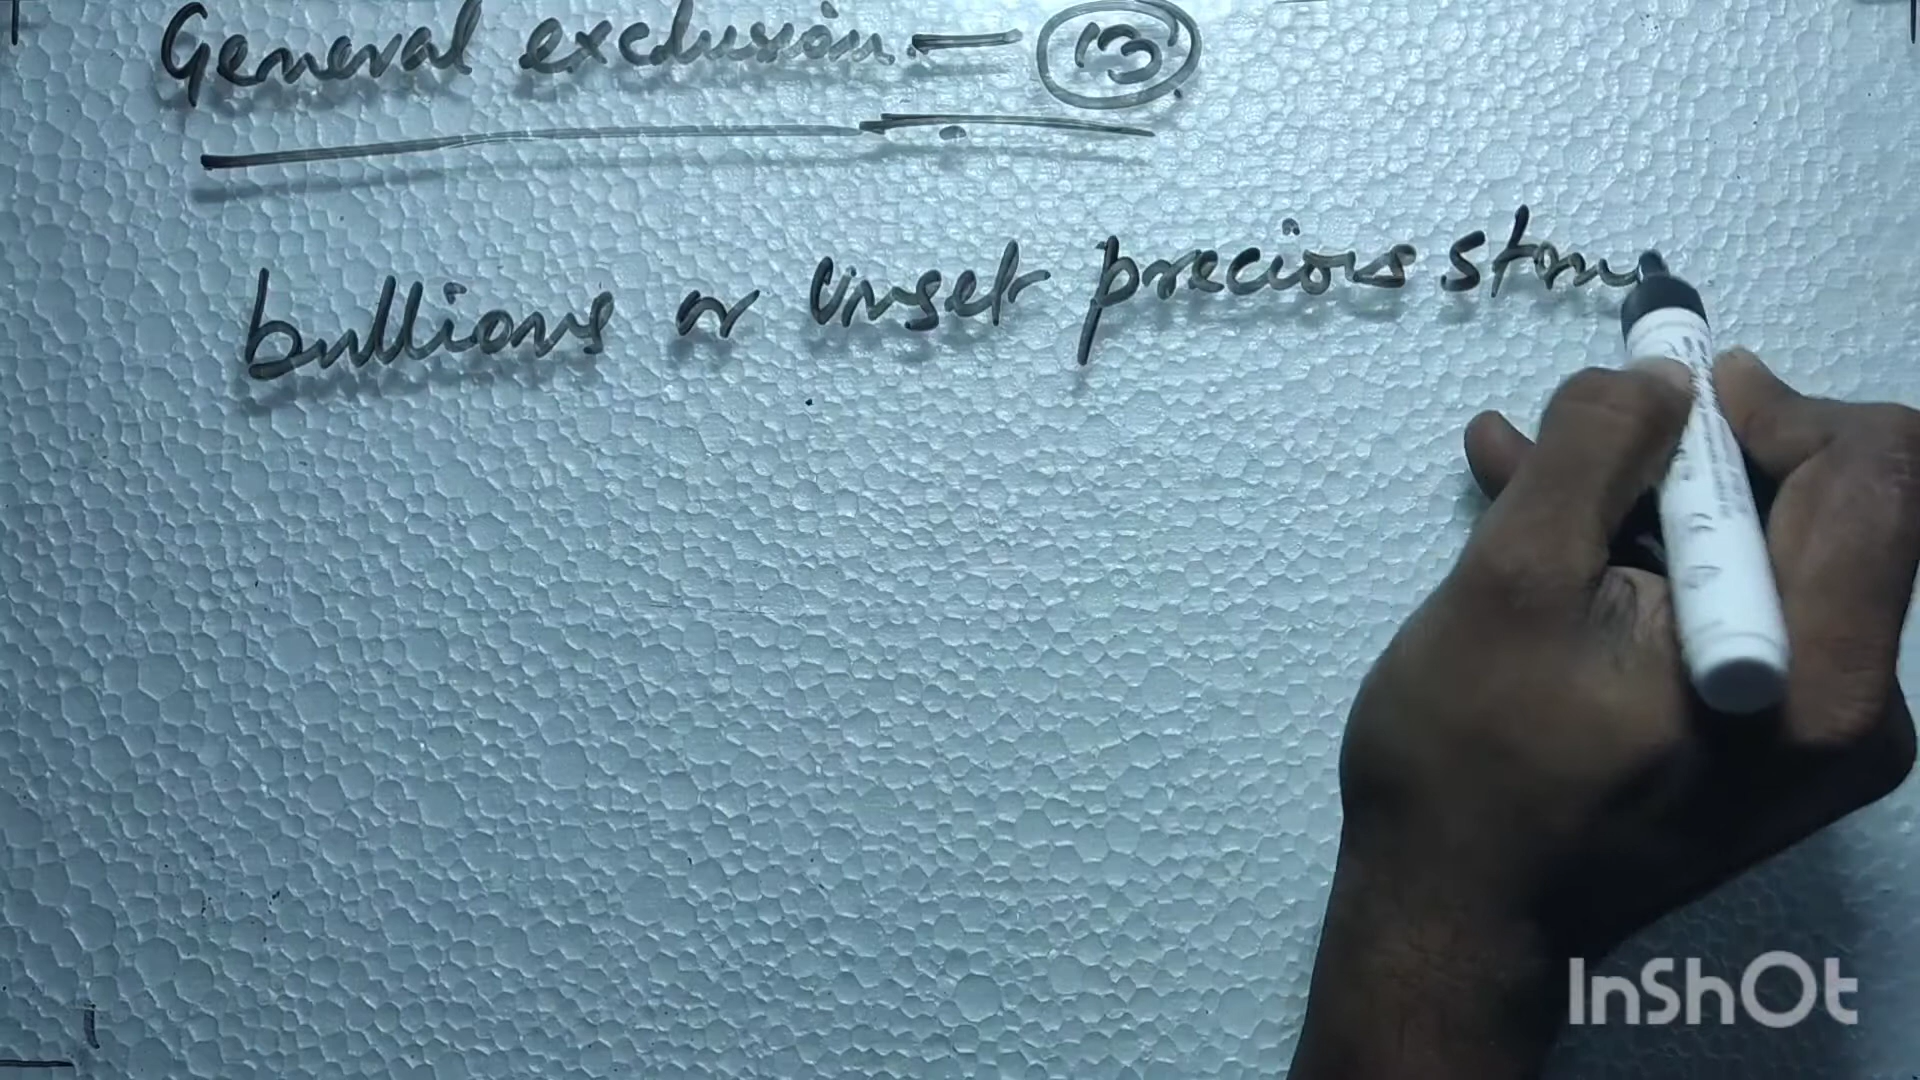 General exclusion. — 13
bullions or unset precious stone
InShOt